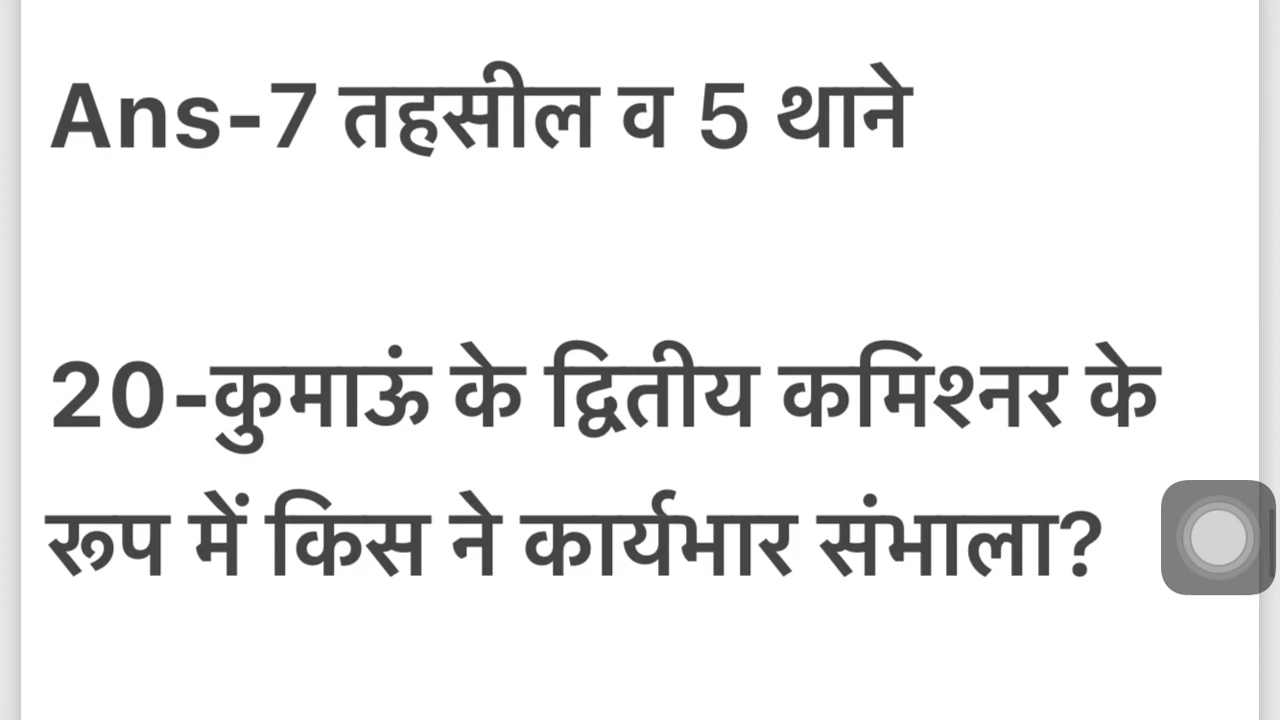 Ans-7 तहसील व 5 थाने
20-कुमाऊं के द्वितीय कमिश्नर के
रूप में किस ने कार्यभार संभाला?